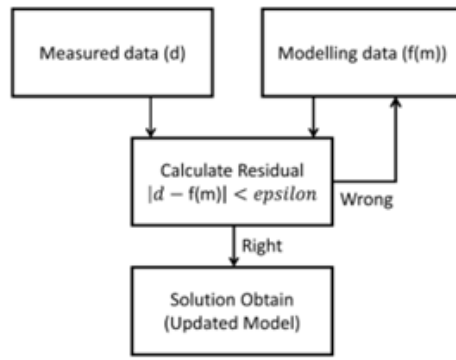 Measured data (d)
Modelling data (f(m))
Calculate Residual
|d − f(m)| < epsilon
Wrong
Right
Solution Obtain
(Updated Model)